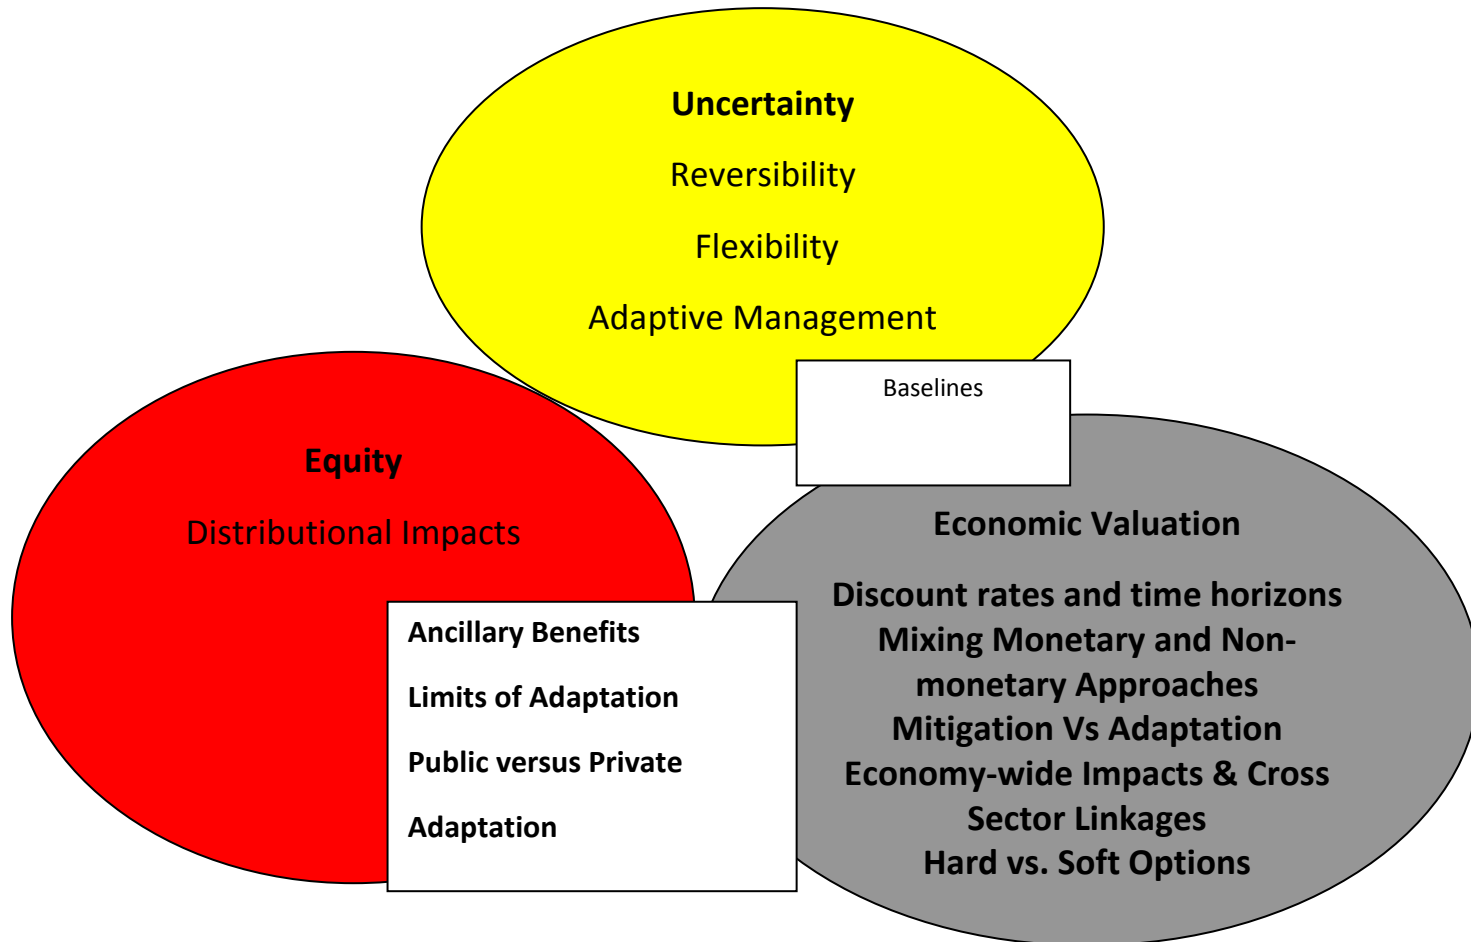 Uncertainty
Reversibility
Flexibility
Adaptive Management
Baselines
Equity
Distributional Impacts
Ancillary Benefits
Limits of Adaptation
Public versus Private
Adaptation
Economic Valuation
Discount rates and time horizons
Mixing Monetary and Non-
monetary Approaches
Mitigation Vs Adaptation
Economy-wide Impacts & Cross
Sector Linkages
Hard vs. Soft Options